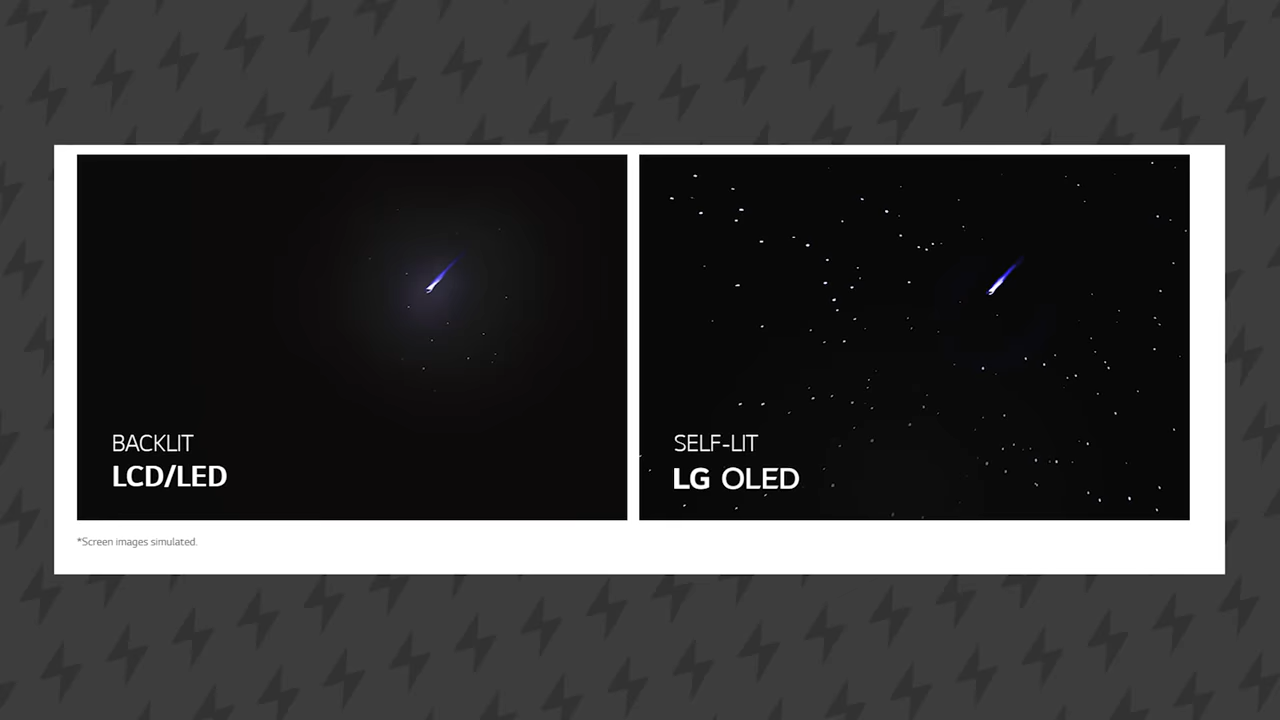 BACKLIT
LCD/LED
SELF-LIT
LG OLED
*Screen images simulated.